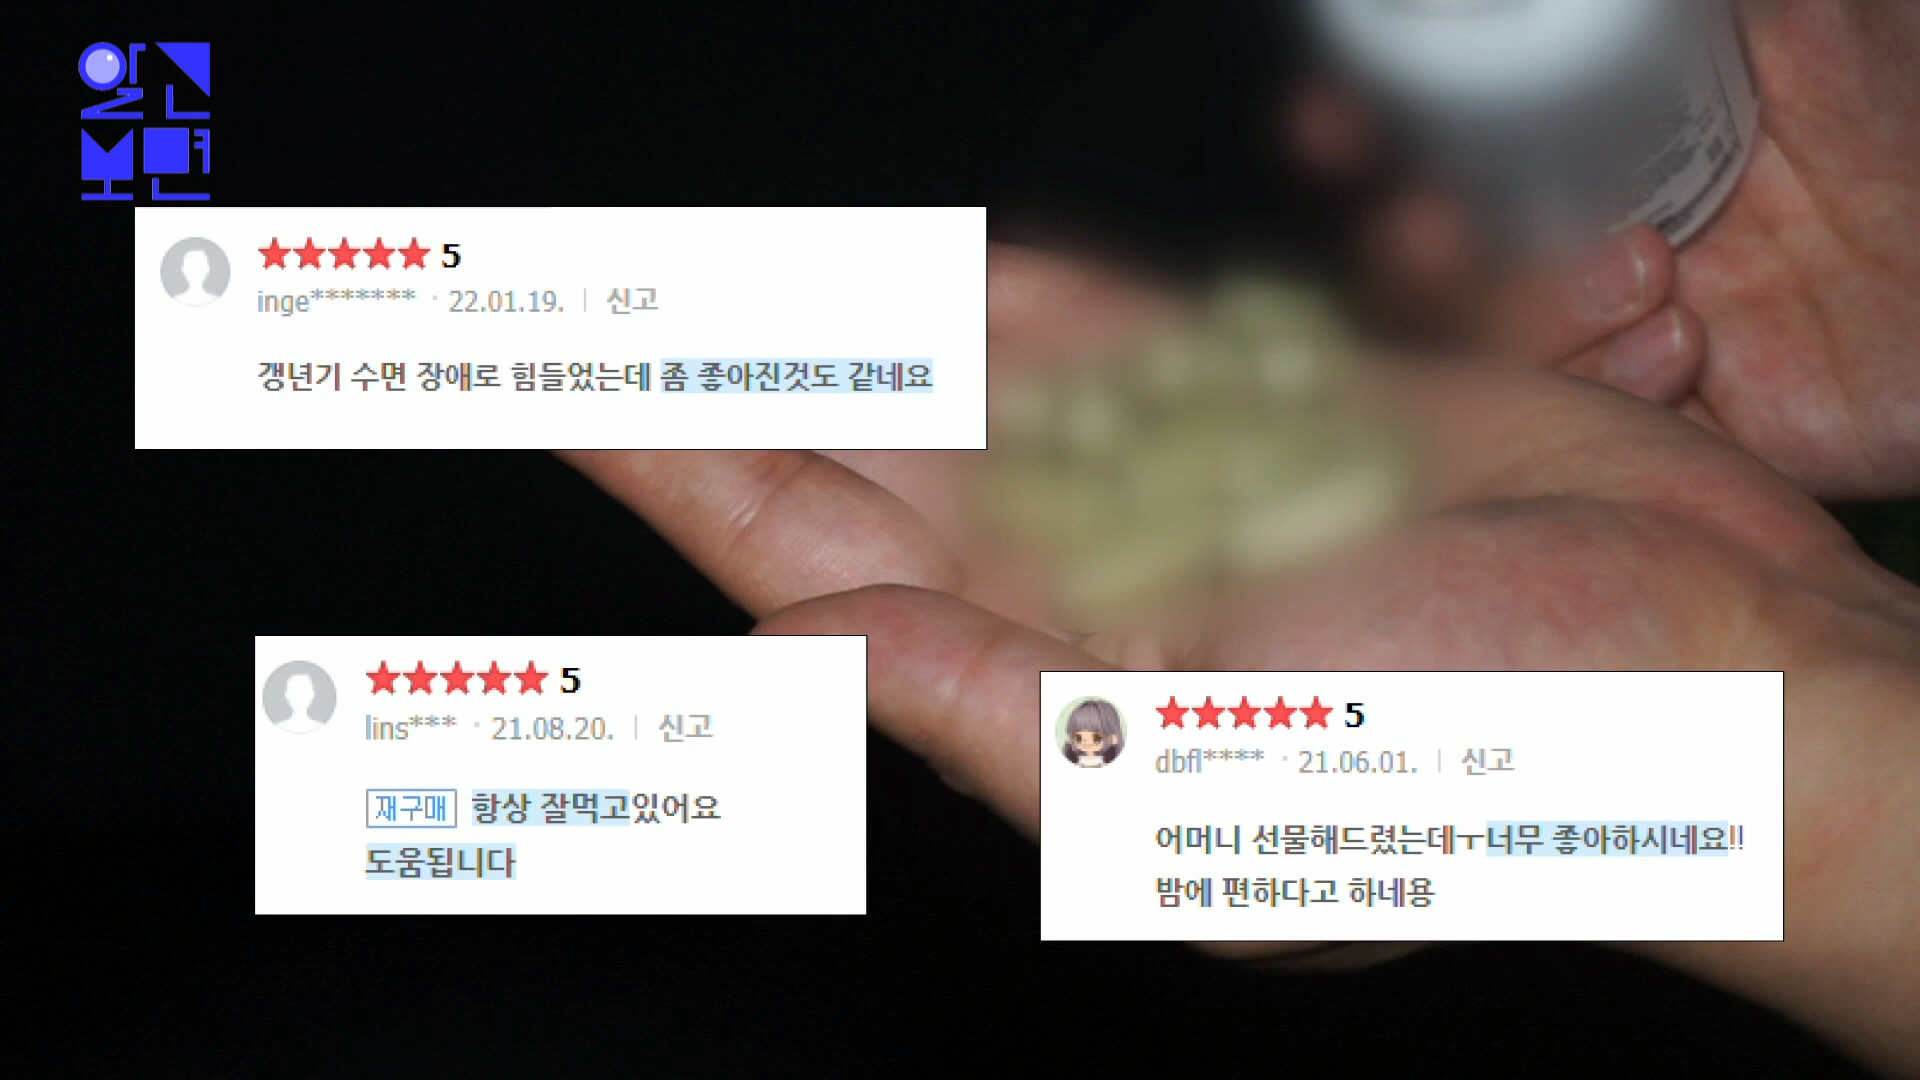 알고
보면
5
inge******* · 22.01.19. | 신고
갱년기 수면 장애로 힘들었는데 좀 좋아진것도 같네요
5
lins*** · 21.08.20. | 신고
재구매 항상 잘먹고있어요
도움됩니다
5
dbfl**** · 21.06.01. | 신고
어머니 선물해드렸는데ㅜ너무 좋아하시네요!!
밤에 편하다고 하네용